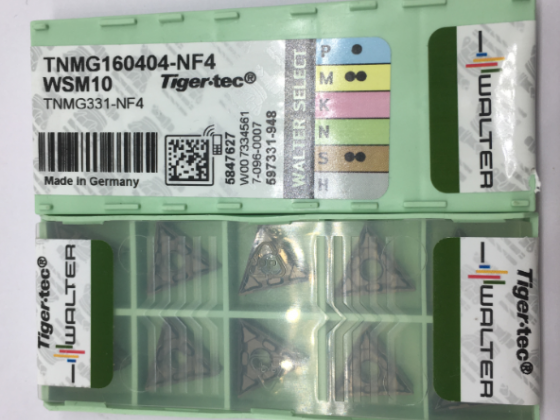 TNMG160404-NF4
WSM10
Tiger·tec®
TNMG331-NF4
Made in Germany
5847627
W007334561
7-096-0007
597331-948
WALTER SELECT
P
M
K
N
S
H
WALTER
Tiger·tec®
WALTER
Tiger·tec®
WALTER